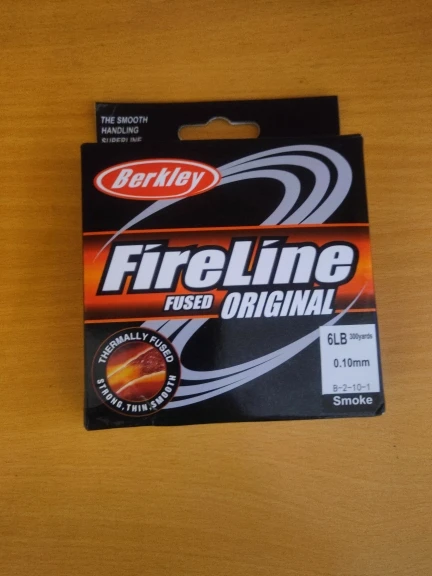 THE SMOOTH
HANDLING
SUPERLINE
Berkley
FireLine
FUSED ORIGINAL
THERMALLY FUSED
STRONG, THIN, SMOOTH
6LB 300yards
0.10mm
B-2-10-1
Smoke